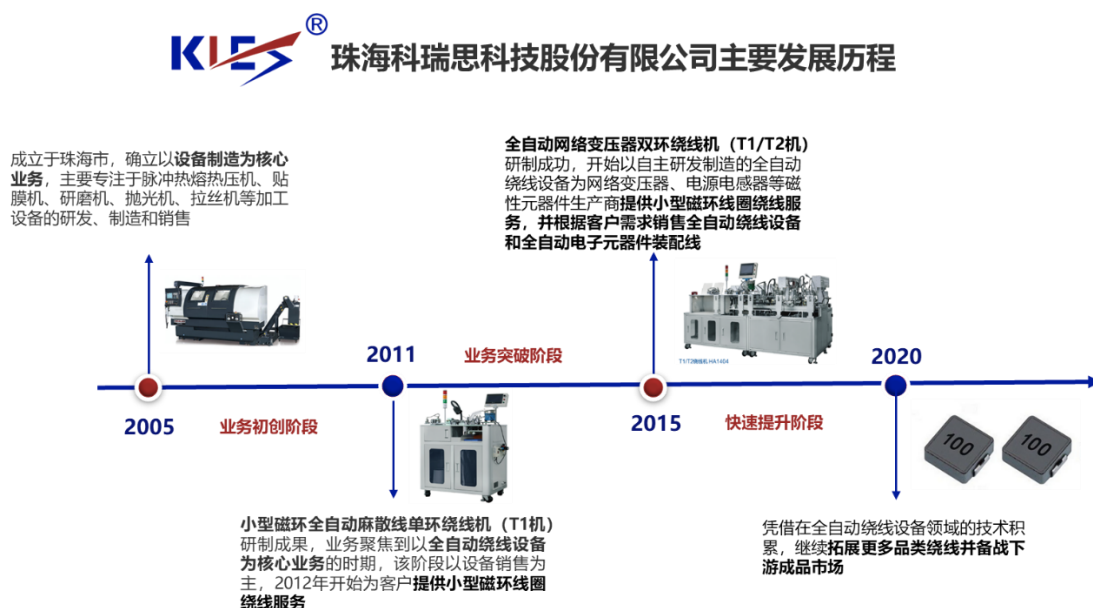 KLES®
珠海科瑞思科技股份有限公司主要发展历程
成立于珠海市，确立以设备制造为核心
业务，主要专注于脉冲热熔热压机、贴
膜机、研磨机、抛光机、拉丝机等加工
设备的研发、制造和销售
全自动网络变压器双环绕线机（T1/T2机）
研制成功，开始以自主研发制造的全自动
绕线设备为网络变压器、电源电感器等磁
性元器件生产商提供小型磁环线圈绕线服
务，并根据客户需求销售全自动绕线设备
和全自动电子元器件装配线
T1/T2绕线机HA1404
2005
业务初创阶段
2011
业务突破阶段
2015
快速提升阶段
2020
100
100
小型磁环全自动麻散线单环绕线机（T1机）
研制成果，业务聚焦到以全自动绕线设备
为核心业务的时期，该阶段以设备销售为
主，2012年开始为客户提供小型磁环线圈
绕线服务
凭借在全自动绕线设备领域的技术积
累，继续拓展更多品类绕线并备战下
游成品市场